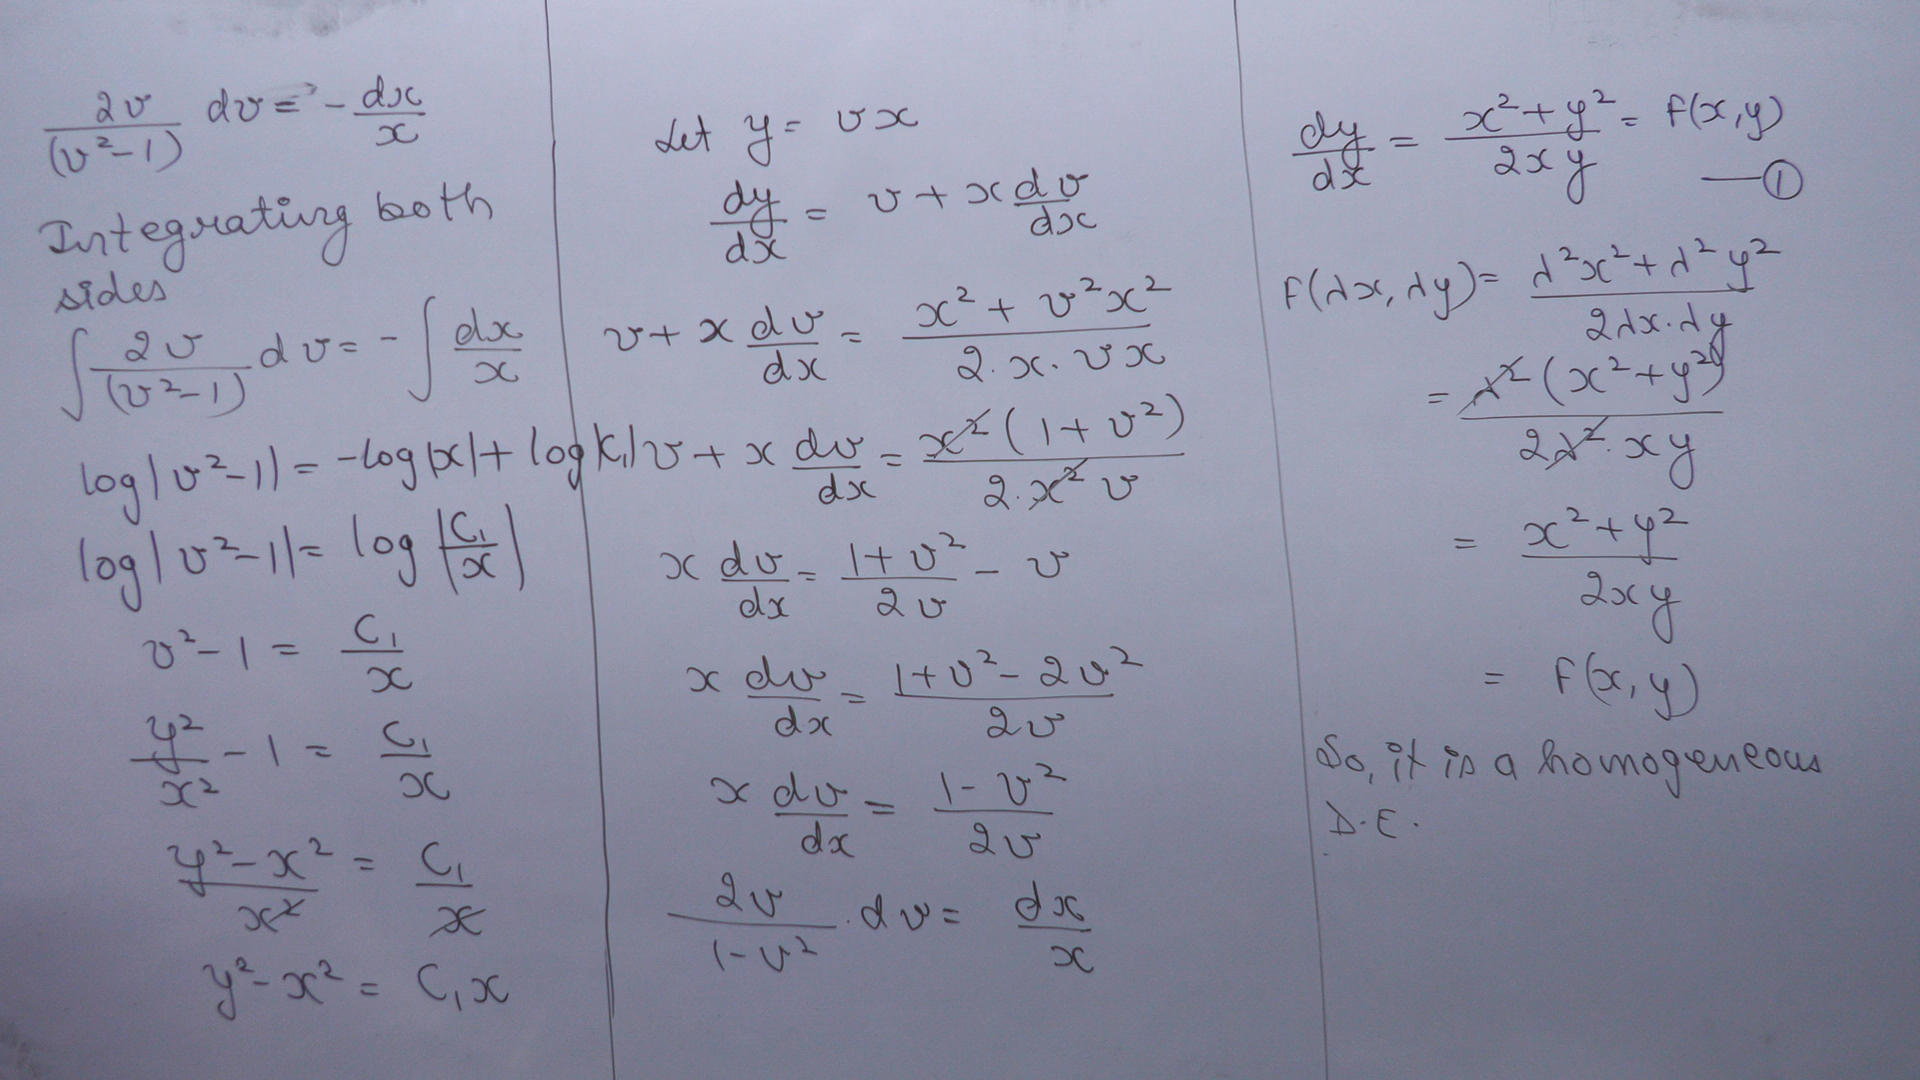 2v/(v²-1) dv = -dx/x
Integrating both
sides
∫ 2v/(v²-1) dv = -∫ dx/x
log|v²-1| = -log|x| + log|C₁|
log|v²-1| = log|C₁/x|
v²-1 = C₁/x
y²/x² - 1 = C₁/x
(y²-x²)/x² = C₁/x
y²-x² = C₁x
Let y = vx
dy/dx = v + x dv/dx
v + x dv/dx = (x² + v²x²)/(2·x·vx)
v + x dv/dx = x²(1+v²)/(2·x²v)
x dv/dx = (1+v²)/2v - v
x dv/dx = (1+v²-2v²)/2v
x dv/dx = (1-v²)/2v
2v/(1-v²) · dv = dx/x
dy/dx = (x²+y²)/2xy = F(x,y)
—①
F(λx, λy) = (λ²x²+λ²y²)/(2λx·λy)
= λ²(x²+y²)/(2λ²·xy)
= (x²+y²)/2xy
= F(x,y)
So, it is a homogeneous
D.E.